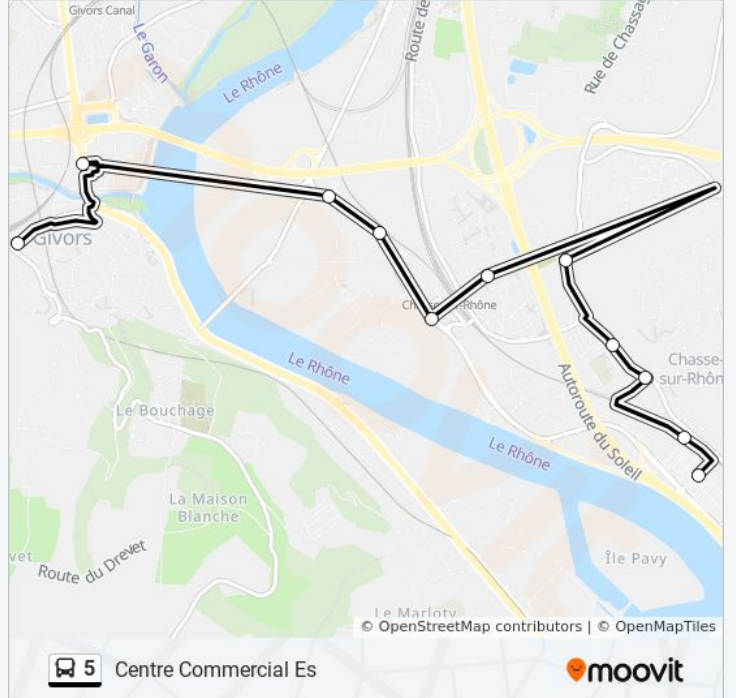 Givors Canal
Le Garon
Le Rhône
Route de
Rue de Chassag
Givors
Chasse-sur-Rhône
Le Rhône
Chasse-
sur-Rhôn
Le Bouchage
Autoroute du Soleil
Le Rhône
La Maison
Blanche
vet
Route du Drevet
Île Pavy
Le Marloty
© OpenStreetMap contributors | © OpenMapTiles
5 Centre Commercial Es
moovit